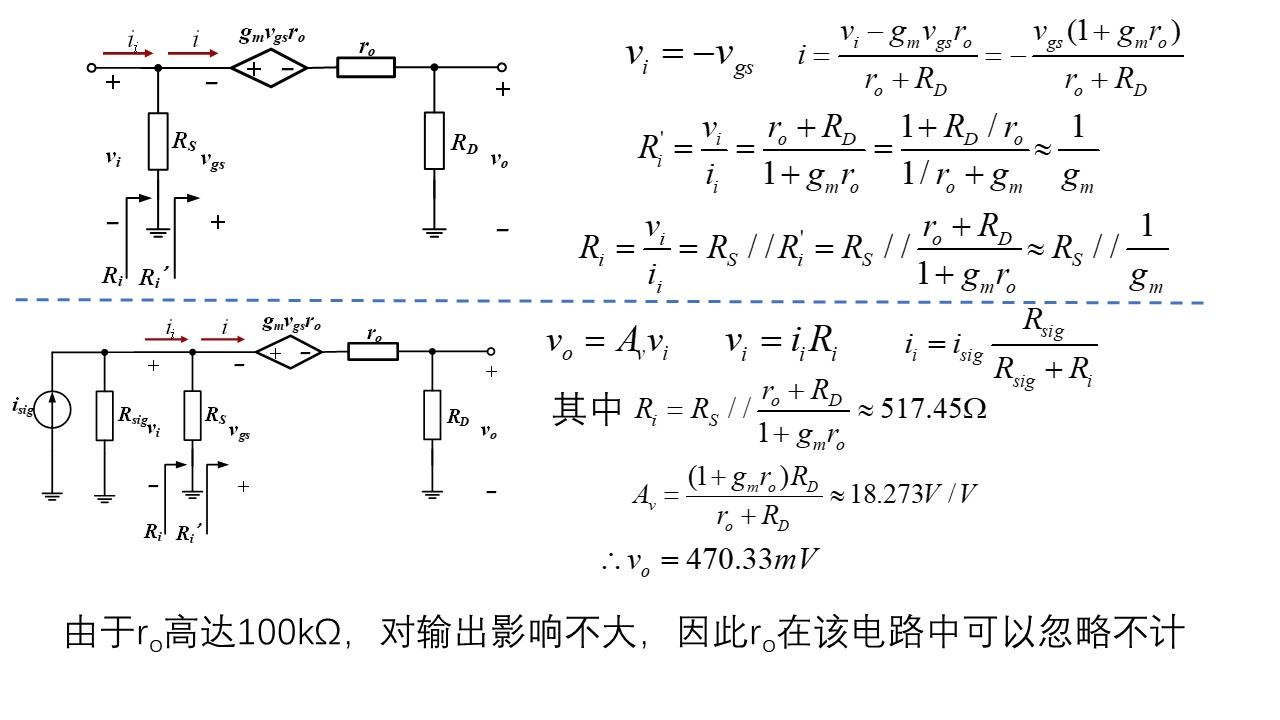 i_i i g_m v_gs r_o r_o
+ − + − +
v_i R_S v_gs R_D v_o
− + −
R_i R_i′
v_i = −v_gs i = (v_i − g_m v_gs r_o)/(r_o + R_D) = −v_gs(1 + g_m r_o)/(r_o + R_D)
R_i' = v_i/i_i = (r_o + R_D)/(1 + g_m r_o) = (1 + R_D / r_o)/(1/ r_o + g_m) ≈ 1/g_m
R_i = v_i/i_i = R_S //R_i' = R_S //(r_o + R_D)/(1 + g_m r_o) ≈ R_S //1/g_m
i_i i g_m v_gs r_o r_o
+ − + − +
i_sig R_sig v_i R_S v_gs R_D v_o
− + −
R_i R_i′
v_o = A_v v_i v_i = i_i R_i i_i = i_sig R_sig/(R_sig + R_i)
其中 R_i = R_S //(r_o + R_D)/(1 + g_m r_o) ≈ 517.45Ω
A_v = (1 + g_m r_o)R_D/(r_o + R_D) ≈ 18.273V / V
∴ v_o = 470.33mV
由于r_o高达100kΩ，对输出影响不大，因此r_o在该电路中可以忽略不计